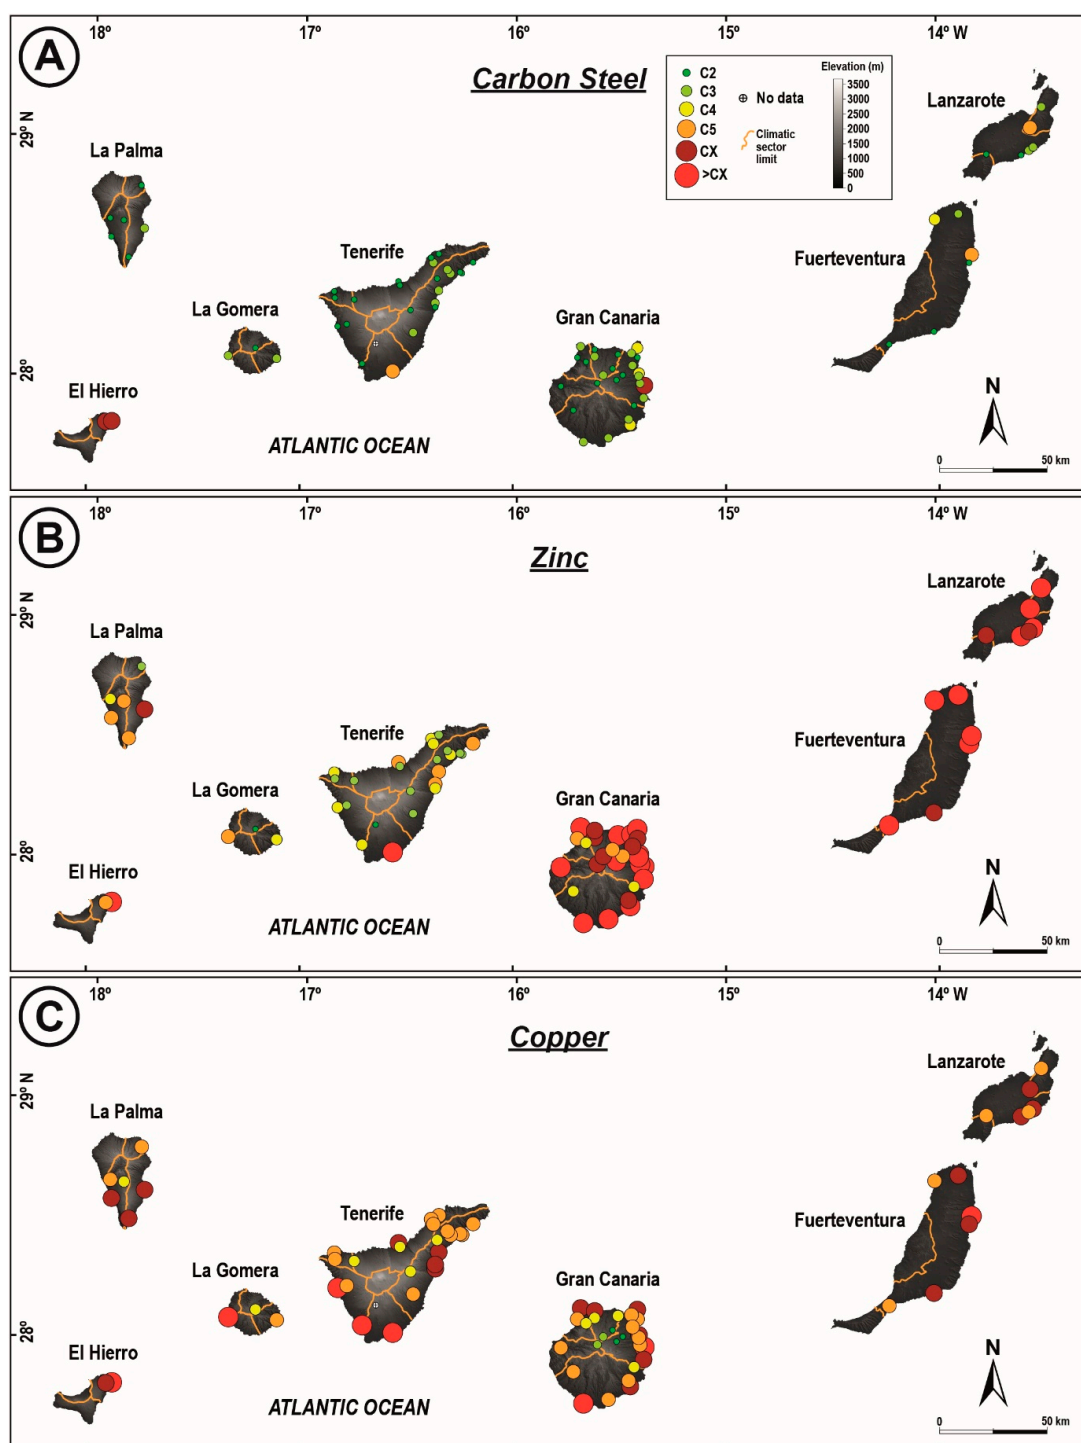 A
Carbon Steel
18º
17º
16º
15º
14º W
29º N
28º
C2
C3
C4
C5
CX
>CX
No data
Climatic
sector
limit
Elevation (m)
3500
3000
2500
2000
1500
1000
500
0
La Palma
Tenerife
La Gomera
El Hierro
Gran Canaria
Lanzarote
Fuerteventura
ATLANTIC OCEAN
N
0 50 km
B
Zinc
18º
17º
16º
15º
14º W
29º N
28º
La Palma
Tenerife
La Gomera
El Hierro
Gran Canaria
Lanzarote
Fuerteventura
ATLANTIC OCEAN
N
0 50 km
C
Copper
18º
17º
16º
15º
14º W
29º N
28º
La Palma
Tenerife
La Gomera
El Hierro
Gran Canaria
Lanzarote
Fuerteventura
ATLANTIC OCEAN
N
0 50 km